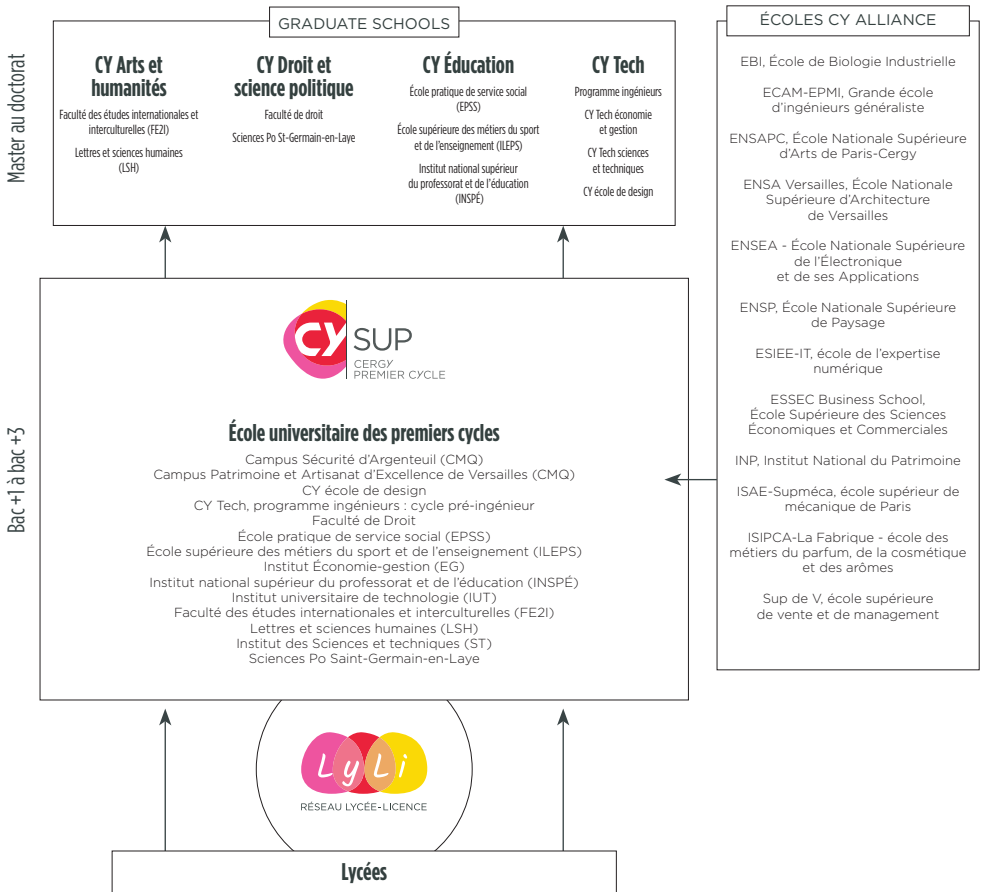 GRADUATE SCHOOLS
Master au doctorat
CY Arts et
humanités
Faculté des études internationales et
interculturelles (FE2I)
Lettres et sciences humaines
(LSH)
CY Droit et
science politique
Faculté de droit
Sciences Po St-Germain-en-Laye
CY Éducation
École pratique de service social
(EPSS)
École supérieure des métiers du sport
et de l'enseignement (ILEPS)
Institut national supérieur
du professorat et de l'éducation
(INSPÉ)
CY Tech
Programme ingénieurs
CY Tech économie
et gestion
CY Tech sciences
et techniques
CY école de design
Bac +1 à bac +3
CY SUP
CERGY
PREMIER CYCLE
École universitaire des premiers cycles
Campus Sécurité d'Argenteuil (CMQ)
Campus Patrimoine et Artisanat d'Excellence de Versailles (CMQ)
CY école de design
CY Tech, programme ingénieurs : cycle pré-ingénieur
Faculté de Droit
École pratique de service social (EPSS)
École supérieure des métiers du sport et de l'enseignement (ILEPS)
Institut Économie-gestion (EG)
Institut national supérieur du professorat et de l'éducation (INSPÉ)
Institut universitaire de technologie (IUT)
Faculté des études internationales et interculturelles (FE2I)
Lettres et sciences humaines (LSH)
Institut des Sciences et techniques (ST)
Sciences Po Saint-Germain-en-Laye
LyLi
RÉSEAU LYCÉE-LICENCE
Lycées
ÉCOLES CY ALLIANCE
EBI, École de Biologie Industrielle
ECAM-EPMI, Grande école
d'ingénieurs généraliste
ENSAPC, École Nationale Supérieure
d'Arts de Paris-Cergy
ENSA Versailles, École Nationale
Supérieure d'Architecture
de Versailles
ENSEA - École Nationale Supérieure
de l'Électronique
et de ses Applications
ENSP, École Nationale Supérieure
de Paysage
ESIEE-IT, école de l'expertise
numérique
ESSEC Business School,
École Supérieure des Sciences
Économiques et Commerciales
INP, Institut National du Patrimoine
ISAE-Supméca, école supérieur de
mécanique de Paris
ISIPCA-La Fabrique - école des
métiers du parfum, de la cosmétique
et des arômes
Sup de V, école supérieure
de vente et de management